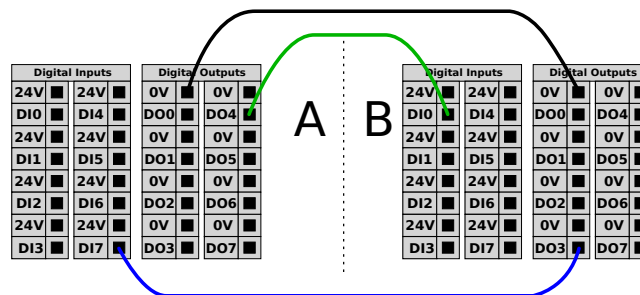 Digital Inputs Digital Outputs Digital Inputs Digital Outputs
24V 24V 0V 0V 24V 24V 0V 0V
DI0 DI4 DO0 DO4 A B DI0 DI4 DO0 DO4
24V 24V 0V 0V 24V 24V 0V 0V
DI1 DI5 DO1 DO5 DI1 DI5 DO1 DO5
24V 24V 0V 0V 24V 24V 0V 0V
DI2 DI6 DO2 DO6 DI2 DI6 DO2 DO6
24V 24V 0V 0V 24V 24V 0V 0V
DI3 DI7 DO3 DO7 DI3 DI7 DO3 DO7